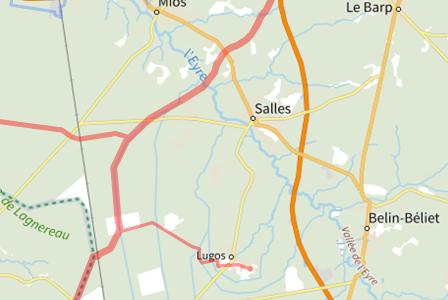 Mios
Le Barp
l'Eyre
Salles
de Lagnereau
Belin-Béliet
Vallée de l'Eyre
Lugos